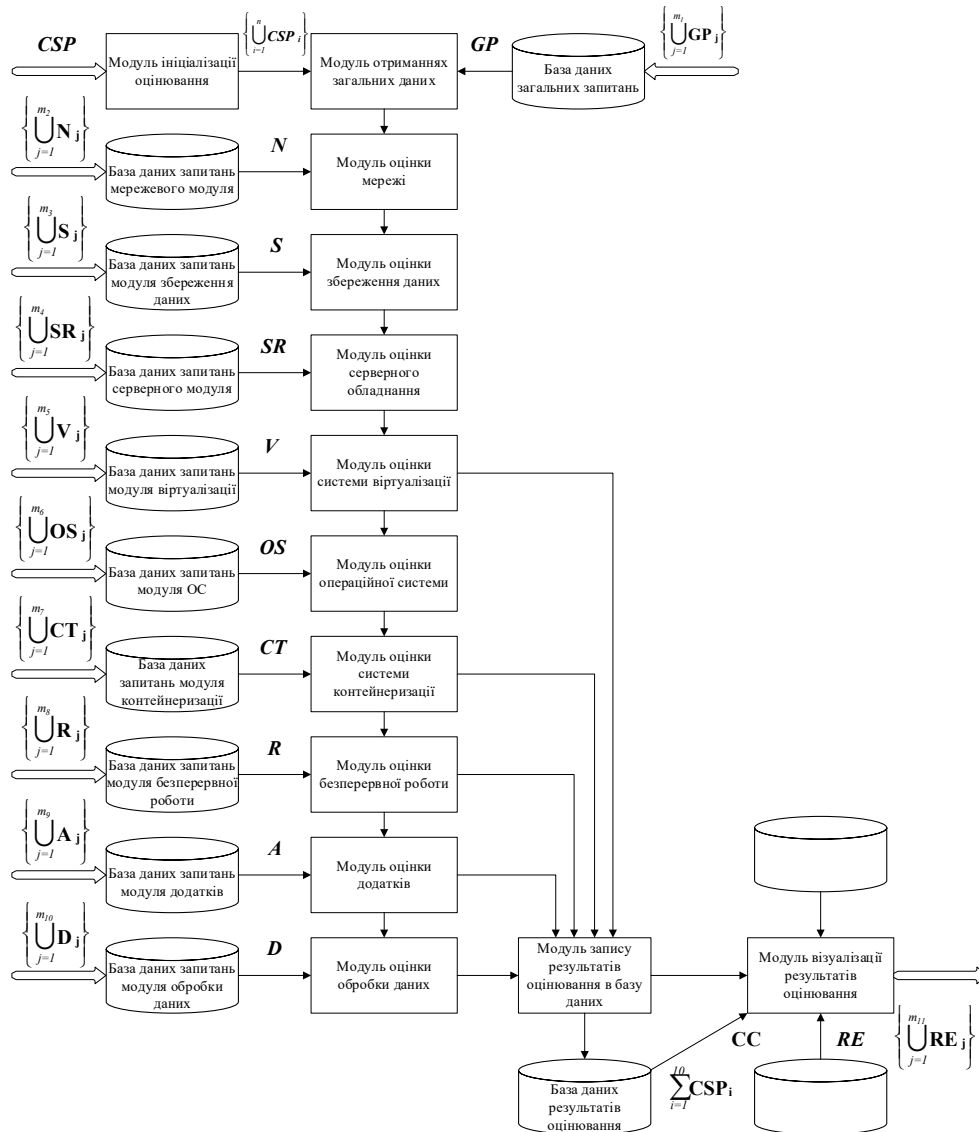 CSP
Модуль ініціалізації
оцінювання
{⋃ⁿᵢ₌₁ CSP i}
Модуль отриманнях
загальних даних
GP
База даних
загальних запитань
{⋃ m1 j=1 GP j}
{⋃ m2 j=1 N j}
База даних запитань
мережевого модуля
N
Модуль оцінки
мережі
{⋃ m3 j=1 S j}
База даних запитань
модуля збереження
даних
S
Модуль оцінки
збереження даних
{⋃ m4 j=1 SR j}
База даних запитань
серверного модуля
SR
Модуль оцінки
серверного
обладнання
{⋃ m5 j=1 V j}
База даних запитань
модуля віртуалізації
V
Модуль оцінки
системи віртуалізації
{⋃ m6 j=1 OS j}
База даних запитань
модуля ОС
OS
Модуль оцінки
операційної системи
{⋃ m7 j=1 CT j}
База даних
запитань модуля
контейнеризації
CT
Модуль оцінки
системи
контейнеризації
{⋃ m8 j=1 R j}
База даних запитань
модуля безперервної
роботи
R
Модуль оцінки
безперервної роботи
{⋃ m9 j=1 A j}
База даних запитань
модуля додатків
A
Модуль оцінки
додатків
{⋃ m10 j=1 D j}
База даних запитань
модуля обробки
даних
D
Модуль оцінки
обробки даних
Модуль запису
результатів
оцінювання в базу
даних
Модуль візуалізації
результатів
оцінювання
База даних
результатів
оцінювання
CC
∑ 10 i=1 CSP i
RE
{⋃ m11 j=1 RE j}